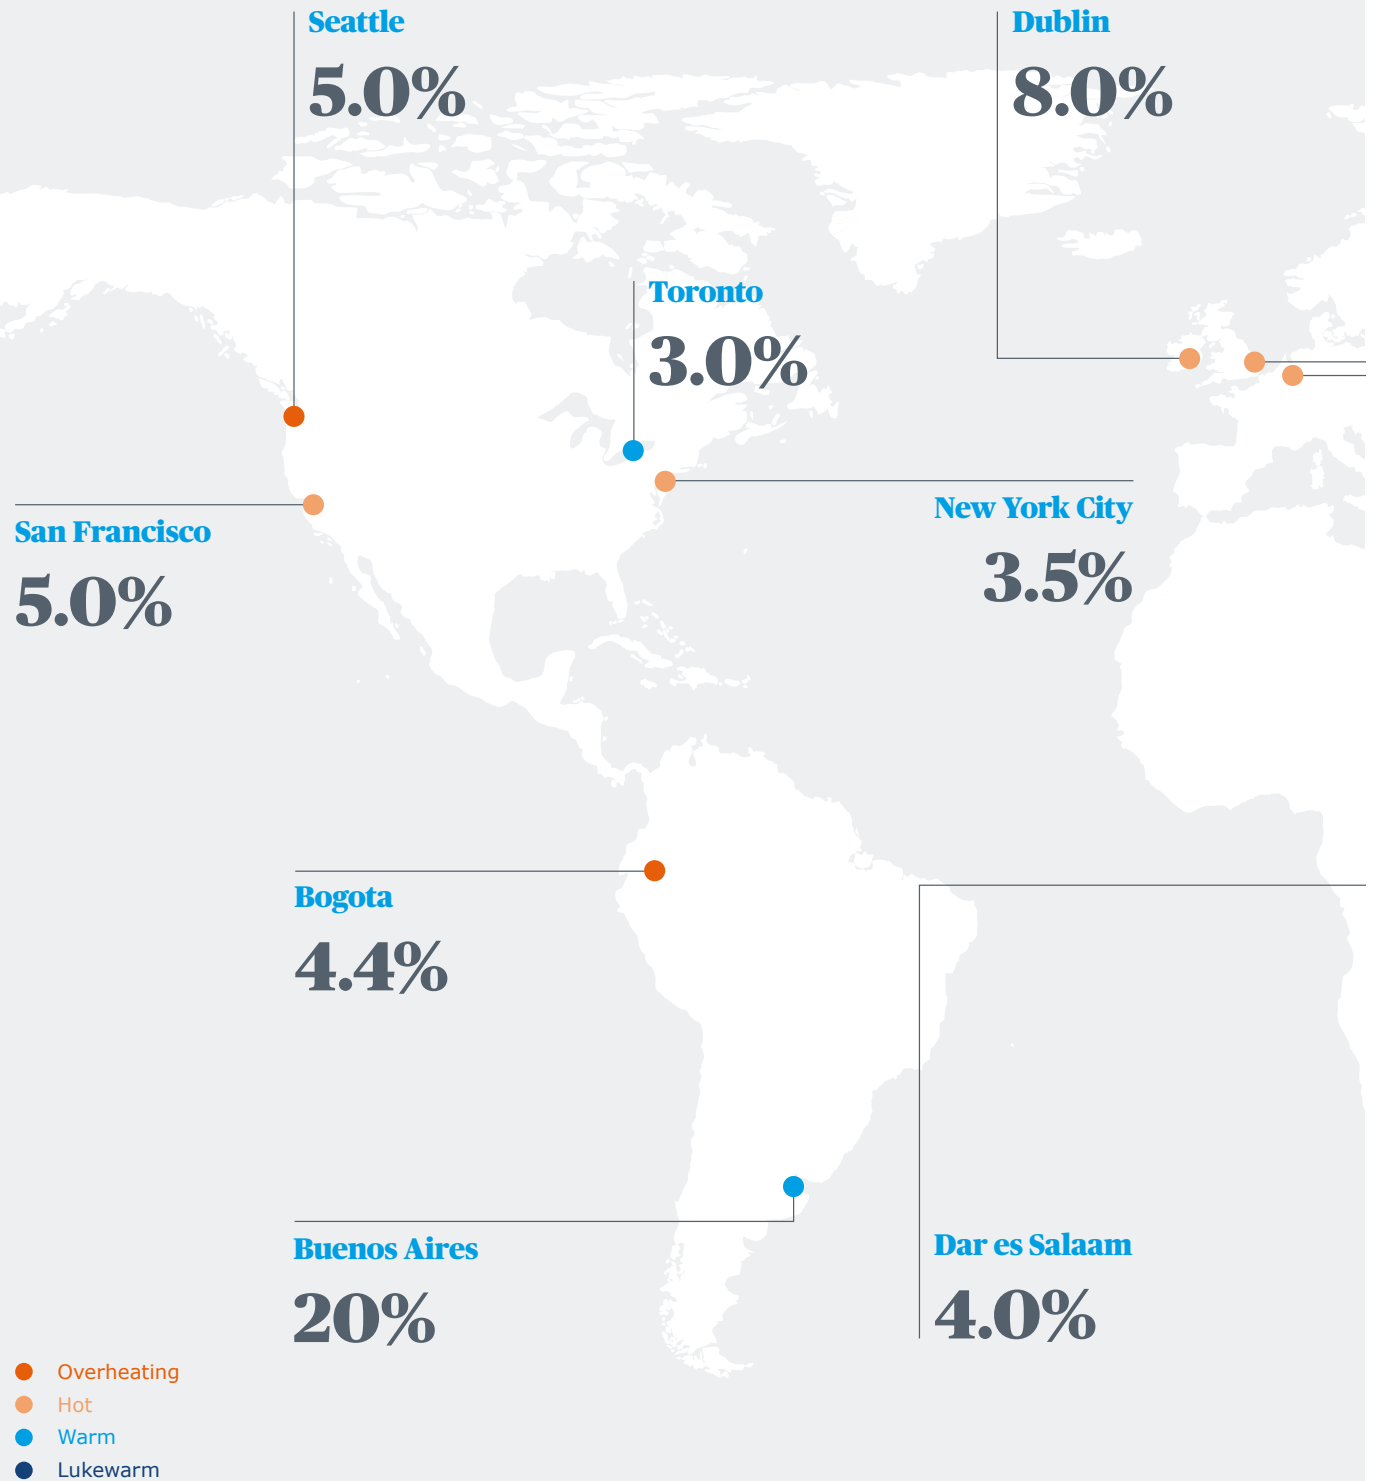 Seattle
5.0%
Dublin
8.0%
Toronto
3.0%
San Francisco
5.0%
New York City
3.5%
Bogota
4.4%
Buenos Aires
20%
Dar es Salaam
4.0%
Overheating
Hot
Warm
Lukewarm